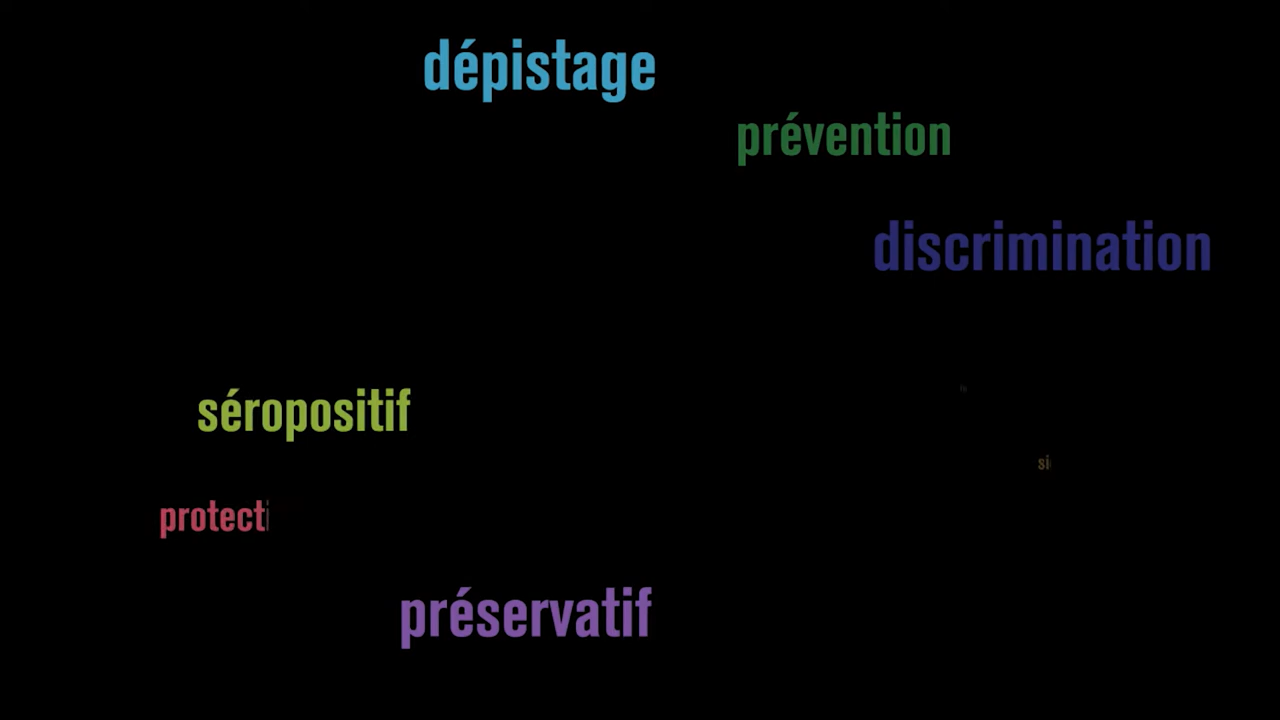 dépistage
prévention
discrimination
séropositif
protecti
préservatif